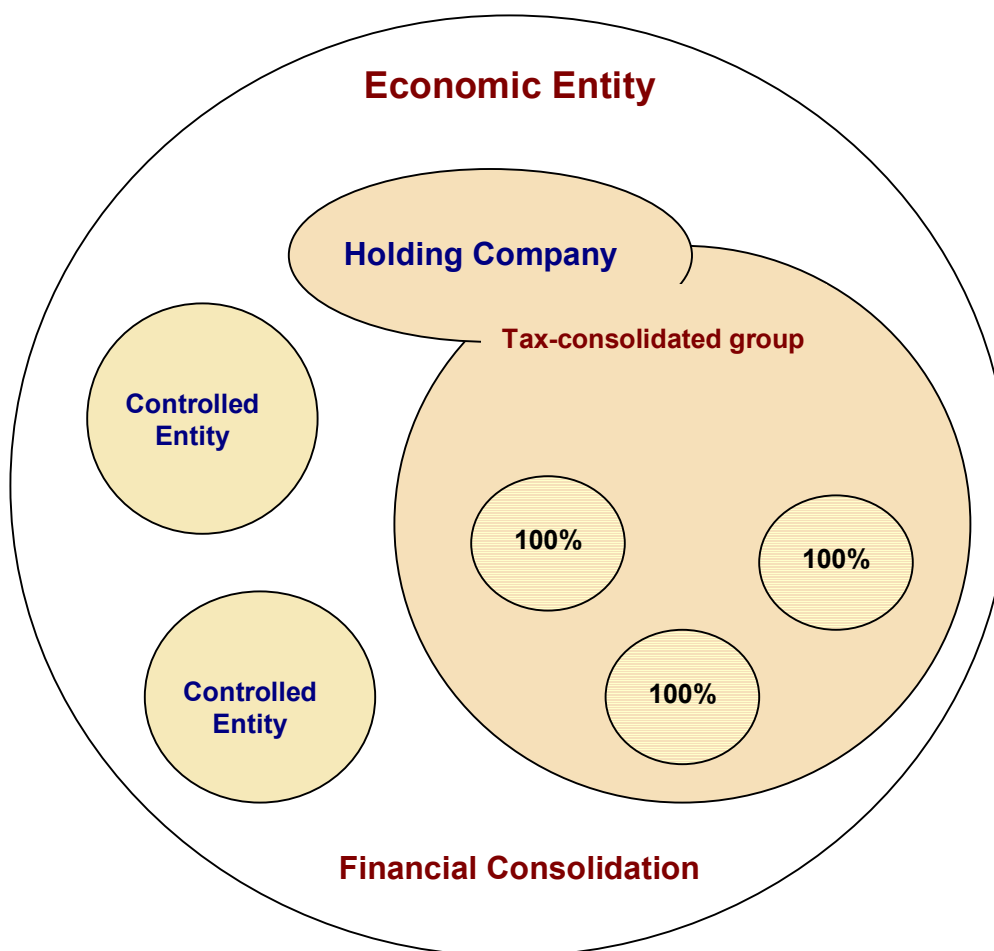 Economic Entity
Holding Company
Tax-consolidated group
Controlled
Entity
100%
100%
100%
Controlled
Entity
Financial Consolidation